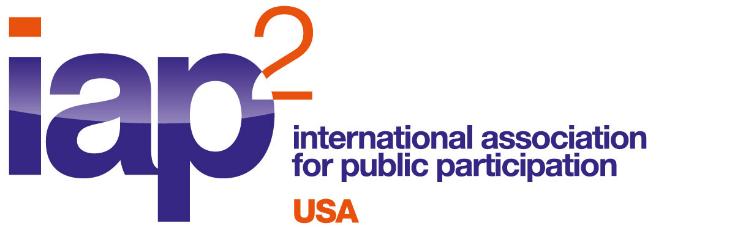 iap2
international association
for public participation
USA